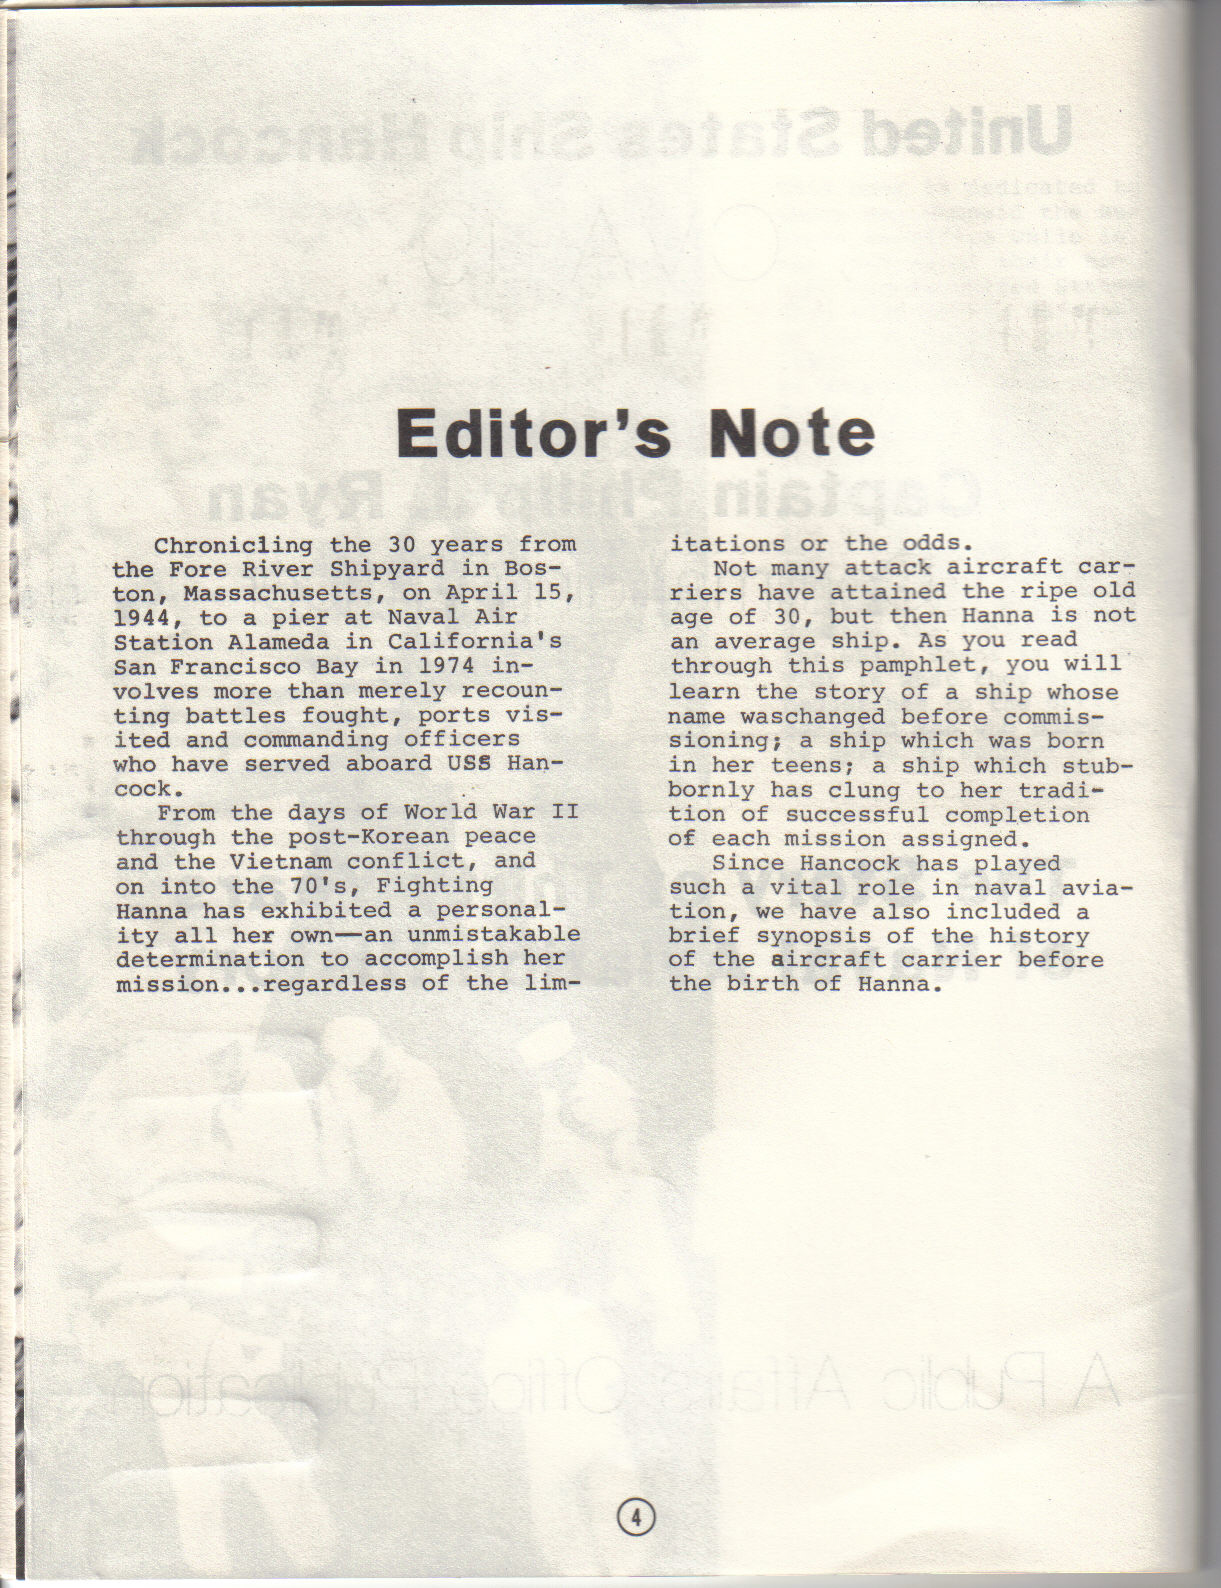 Editor's Note
Chronicling the 30 years from
the Fore River Shipyard in Bos-
ton, Massachusetts, on April 15,
1944, to a pier at Naval Air
Station Alameda in California's
San Francisco Bay in 1974 in-
volves more than merely recoun-
ting battles fought, ports vis-
ited and commanding officers
who have served aboard USS Han-
cock.
From the days of World War II
through the post-Korean peace
and the Vietnam conflict, and
on into the 70's, Fighting
Hanna has exhibited a personal-
ity all her own—an unmistakable
determination to accomplish her
mission...regardless of the lim-
itations or the odds.
Not many attack aircraft car-
riers have attained the ripe old
age of 30, but then Hanna is not
an average ship. As you read
through this pamphlet, you will
learn the story of a ship whose
name waschanged before commis-
sioning; a ship which was born
in her teens; a ship which stub-
bornly has clung to her tradi-
tion of successful completion
of each mission assigned.
Since Hancock has played
such a vital role in naval avia-
tion, we have also included a
brief synopsis of the history
of the aircraft carrier before
the birth of Hanna.
4